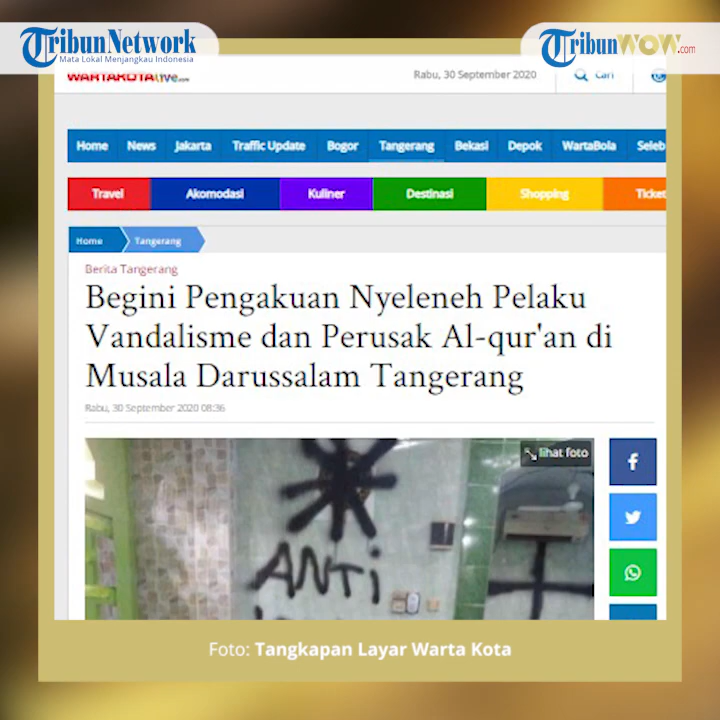 TribunNetwork
Mata Lokal Menjangkau Indonesia
TribunWOW.com
WARTAKOTAlive.com
Rabu, 30 September 2020
Cari
Home News Jakarta Traffic Update Bogor Tangerang Bekasi Depok WartaBola Seleb
Travel Akomodasi Kuliner Destinasi Shopping Ticket
Home Tangerang
Berita Tangerang
Begini Pengakuan Nyeleneh Pelaku
Vandalisme dan Perusak Al-qur'an di
Musala Darussalam Tangerang
Rabu, 30 September 2020 08:36
lihat foto
ANTi
Foto: Tangkapan Layar Warta Kota